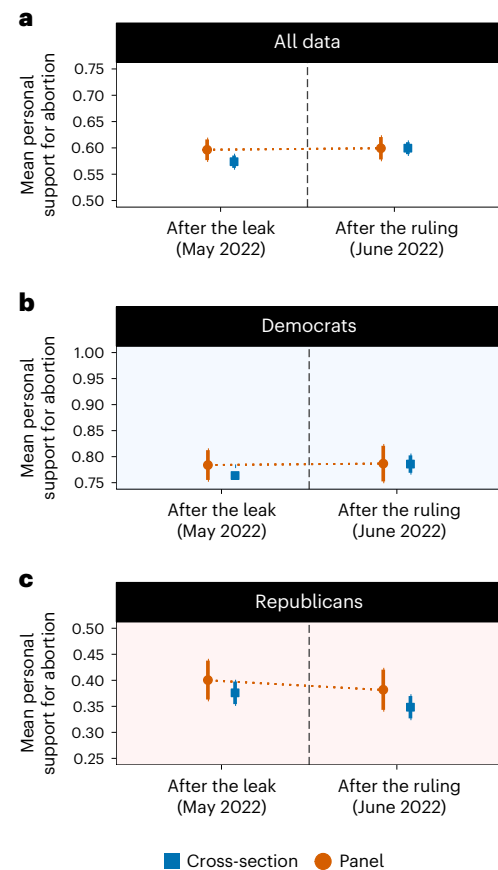 a
All data
Mean personal
support for abortion
0.75
0.70
0.65
0.60
0.55
0.50
After the leak
(May 2022)
After the ruling
(June 2022)
b
Democrats
Mean personal
support for abortion
1.00
0.95
0.90
0.85
0.80
0.75
After the leak
(May 2022)
After the ruling
(June 2022)
c
Republicans
Mean personal
support for abortion
0.50
0.45
0.40
0.35
0.30
0.25
After the leak
(May 2022)
After the ruling
(June 2022)
Cross-section
Panel